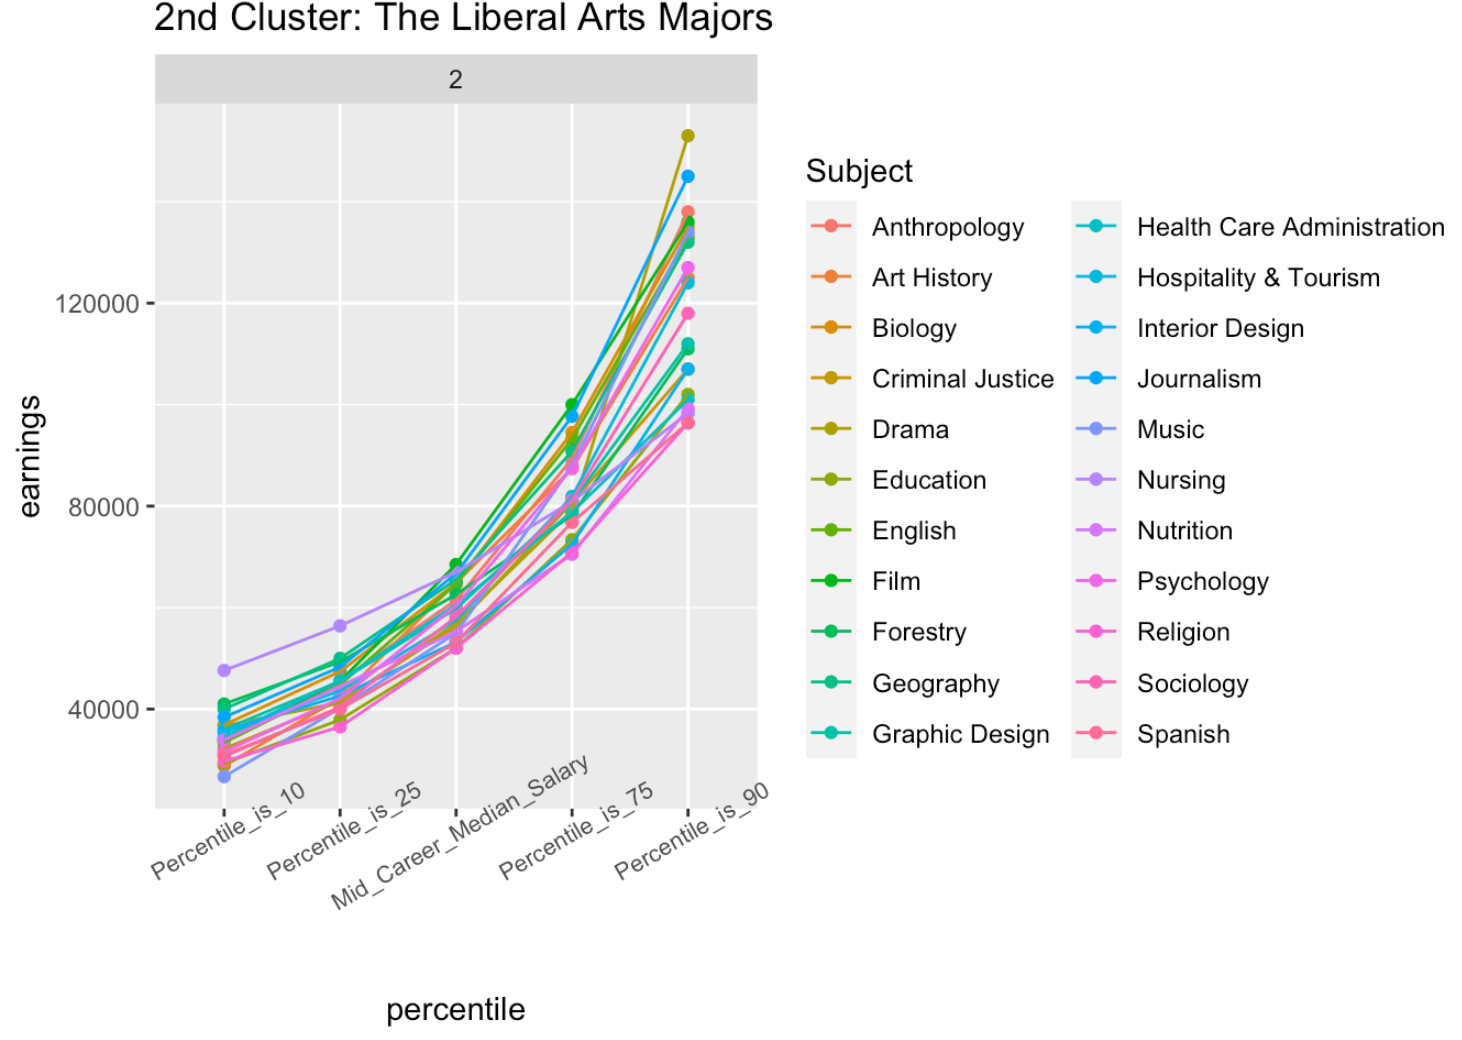 2nd Cluster: The Liberal Arts Majors
2
earnings
120000
80000
40000
Percentile_is_10
Percentile_is_25
Mid_Career_Median_Salary
Percentile_is_75
Percentile_is_90
percentile
Subject
Anthropology
Art History
Biology
Criminal Justice
Drama
Education
English
Film
Forestry
Geography
Graphic Design
Health Care Administration
Hospitality & Tourism
Interior Design
Journalism
Music
Nursing
Nutrition
Psychology
Religion
Sociology
Spanish